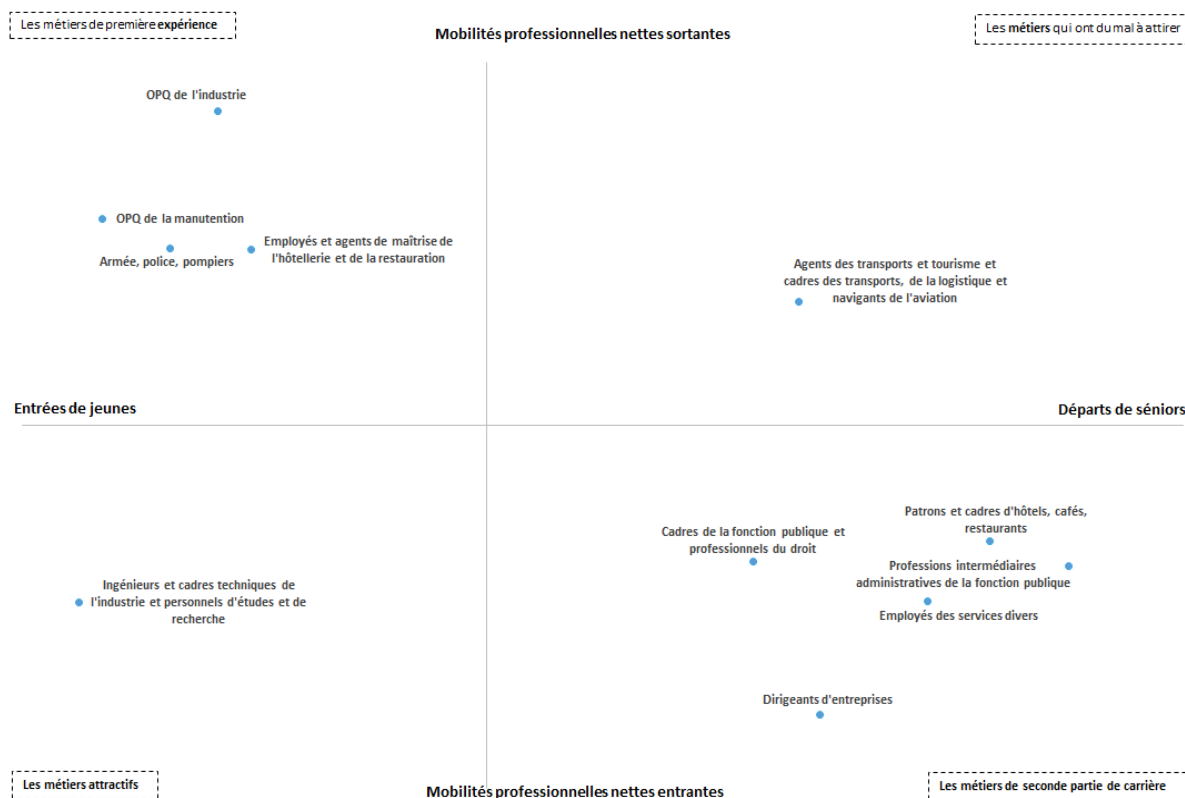 Les métiers de première expérience
Mobilités professionnelles nettes sortantes
Les métiers qui ont du mal à attirer
OPQ de l'industrie
OPQ de la manutention
Armée, police, pompiers
Employés et agents de maîtrise de
l'hôtellerie et de la restauration
Agents des transports et tourisme et
cadres des transports, de la logistique et
navigants de l'aviation
Entrées de jeunes
Départs de séniors
Patrons et cadres d'hôtels, cafés,
restaurants
Cadres de la fonction publique et
professionnels du droit
Professions intermédiaires
administratives de la fonction publique
Ingénieurs et cadres techniques de
l'industrie et personnels d'études et de
recherche
Employés des services divers
Dirigeants d'entreprises
Les métiers attractifs
Mobilités professionnelles nettes entrantes
Les métiers de seconde partie de carrière